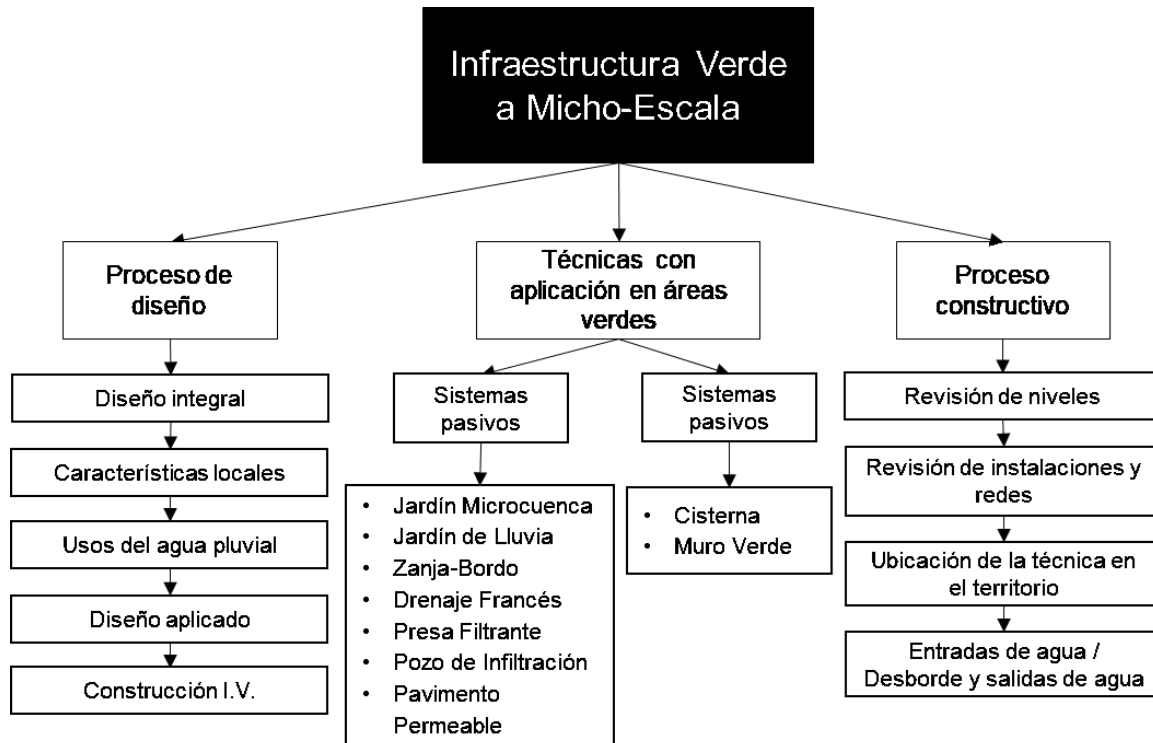 Infraestructura Verde
a Micho-Escala
Proceso de
diseño
Diseño integral
Característicás locales
Usos del agua pluvial
Diseño aplicado
Construcción I.V.
Técnicas con
aplicación en áreas
verdes
Sistemas
pasivos
• Jardín Microcuenca
• Jardín de Lluvia
• Zanja-Bordo
• Drenaje Francés
• Presa Filtrante
• Pozo de Infiltración
• Pavimento
Permeable
Sistemas
pasivos
• Cisterna
• Muro Verde
Proceso
constructivo
Revisión de niveles
Revisión de instalaciones y
redes
Ubicación de la técnica en
el territorio
Entradas de agua /
Desborde y salidas de agua